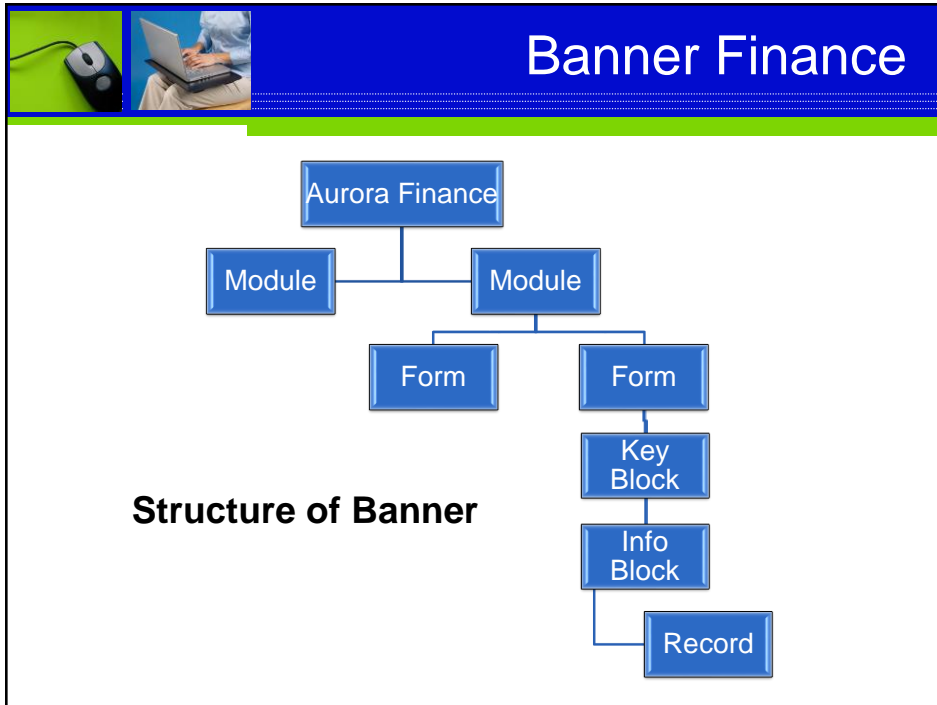 Banner Finance
Aurora Finance
Module
Module
Form
Form
Key
Block
Structure of Banner
Info
Block
Record